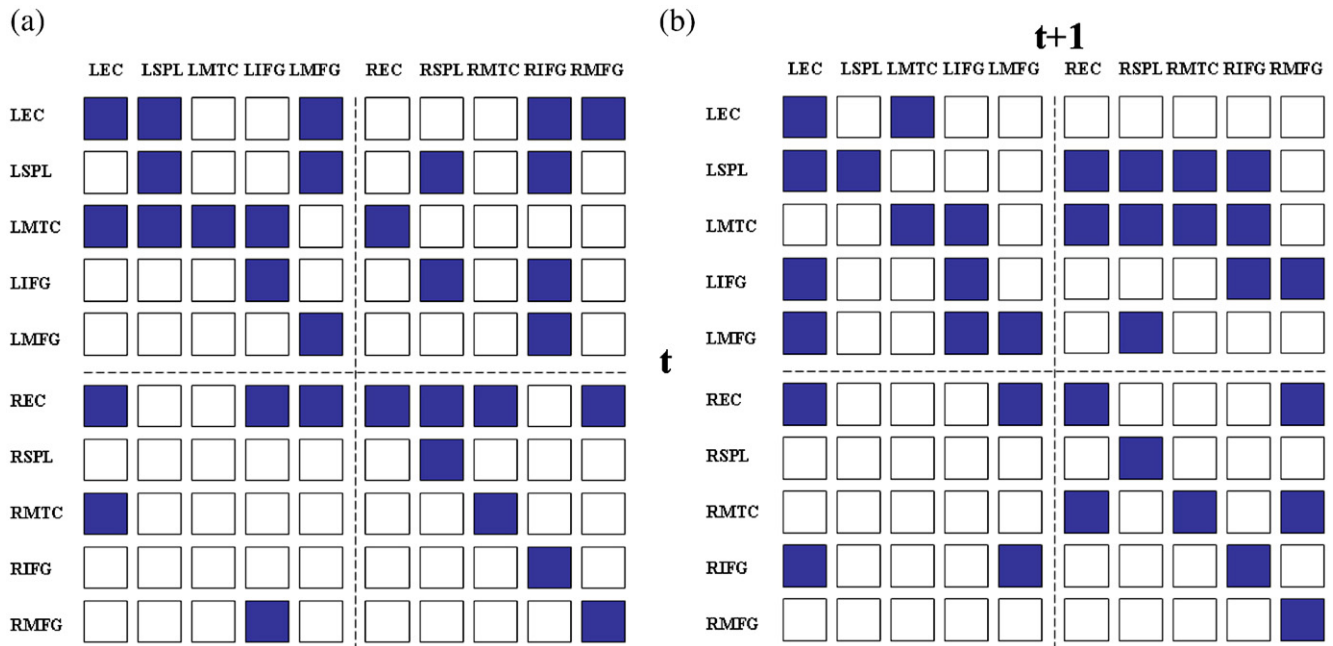 (a)
(b)
t+1
LEC LSPL LMTC LIFG LMFG REC RSPL RMTC RIFG RMFG
LEC
LSPL
LMTC
LIFG
LMFG
REC
RSPL
RMTC
RIFG
RMFG
t
LEC LSPL LMTC LIFG LMFG REC RSPL RMTC RIFG RMFG
LEC
LSPL
LMTC
LIFG
LMFG
REC
RSPL
RMTC
RIFG
RMFG